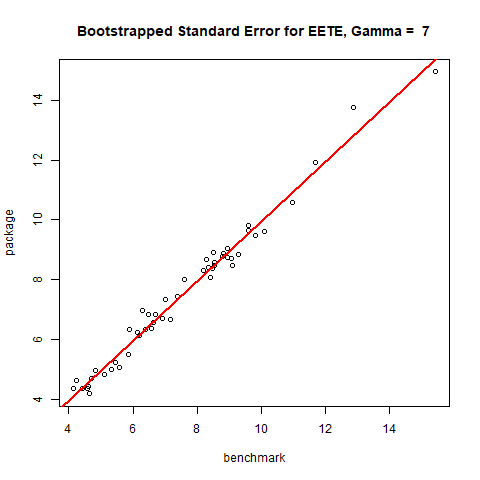 Bootstrapped Standard Error for EETE, Gamma = 7
14
12
10
8
6
4
package
4 6 8 10 12 14
benchmark